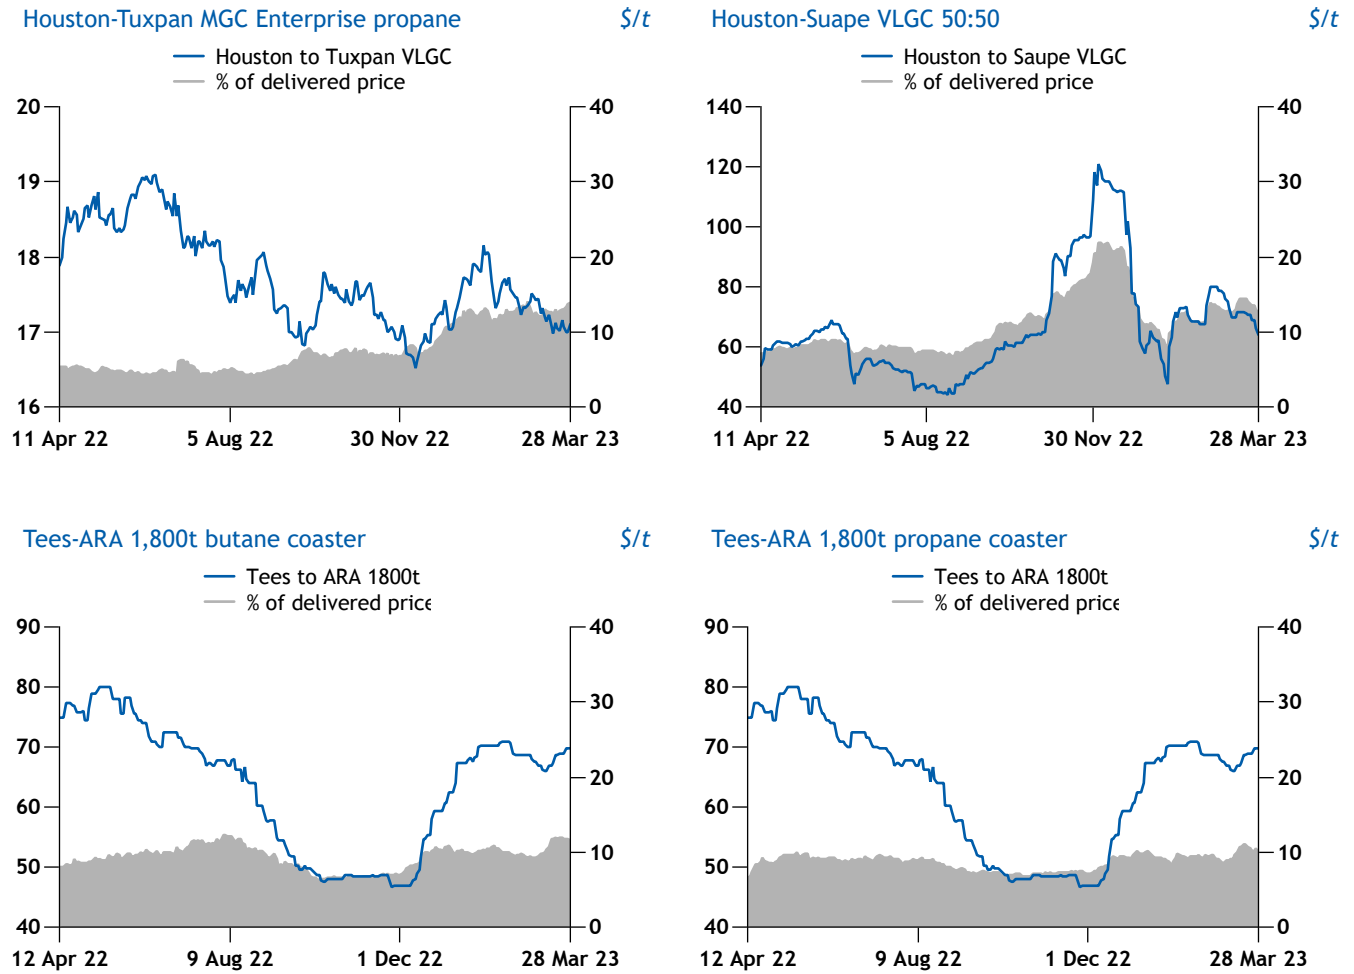 Houston-Tuxpan MGC Enterprise propane $/t
Houston to Tuxpan VLGC
% of delivered price
20 40
19 30
18 20
17 10
16 0
11 Apr 22 5 Aug 22 30 Nov 22 28 Mar 23
Houston-Suape VLGC 50:50 $/t
Houston to Saupe VLGC
% of delivered price
140 40
120 30
100
80 20
60 10
40 0
11 Apr 22 5 Aug 22 30 Nov 22 28 Mar 23
Tees-ARA 1,800t butane coaster $/t
Tees to ARA 1800t
% of delivered price
90 40
80 30
70
60 20
50 10
40 0
12 Apr 22 9 Aug 22 1 Dec 22 28 Mar 23
Tees-ARA 1,800t propane coaster $/t
Tees to ARA 1800t
% of delivered price
90 40
80 30
70
60 20
50 10
40 0
12 Apr 22 9 Aug 22 1 Dec 22 28 Mar 23